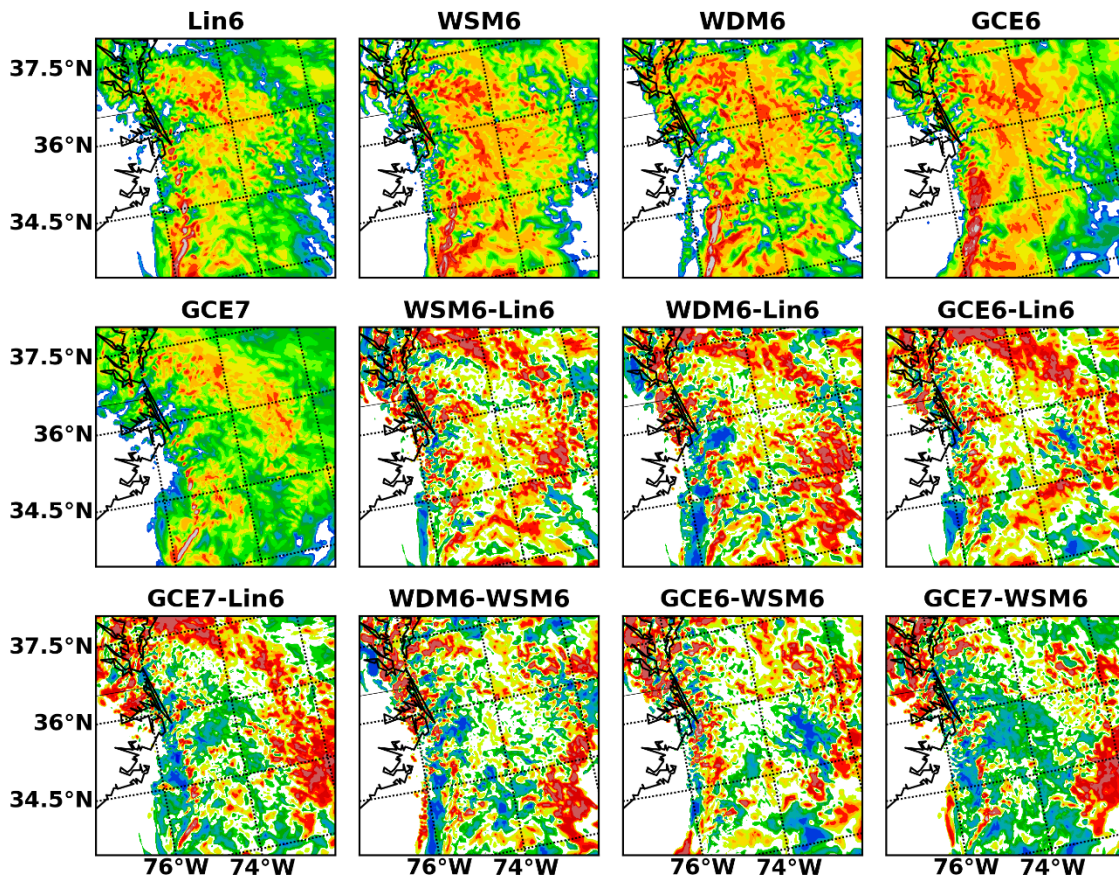 Lin6 WSM6 WDM6 GCE6
37.5°N
36°N
34.5°N
GCE7 WSM6-Lin6 WDM6-Lin6 GCE6-Lin6
37.5°N
36°N
34.5°N
GCE7-Lin6 WDM6-WSM6 GCE6-WSM6 GCE7-WSM6
37.5°N
36°N
34.5°N
76°W 74°W 76°W 74°W 76°W 74°W 76°W 74°W